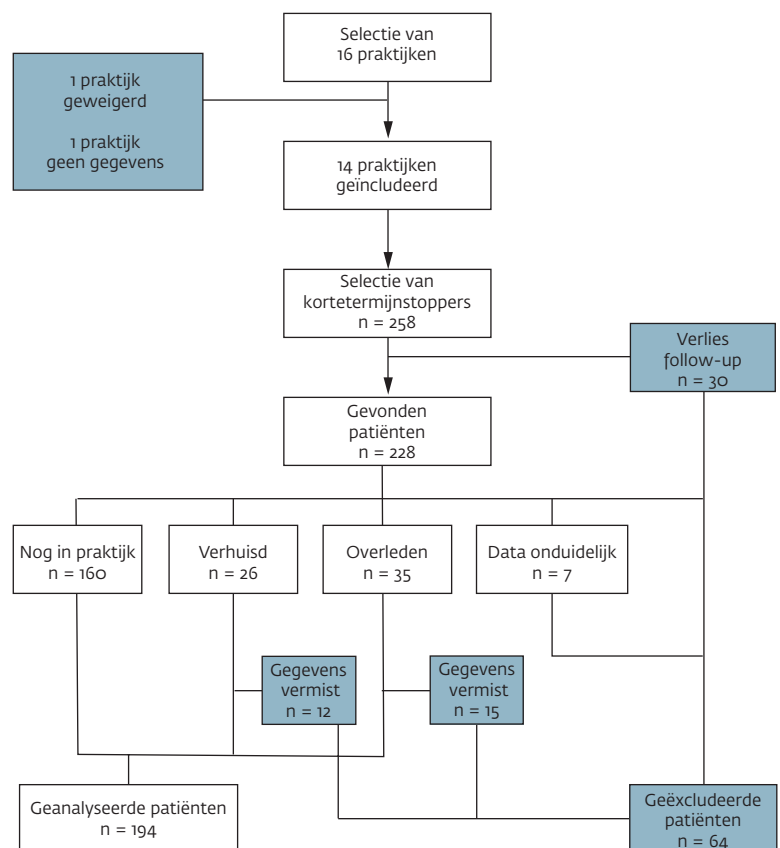 Selectie van
16 praktijken
1 praktijk
geweigerd
1 praktijk
geen gegevens
14 praktijken
geïncludeerd
Selectie van
kortetermijnstoppers
n = 258
Verlies
follow-up
n = 30
Gevonden
patiënten
n = 228
Nog in praktijk
n = 160
Verhuisd
n = 26
Overleden
n = 35
Data onduidelijk
n = 7
Gegevens
vermist
n = 12
Gegevens
vermist
n = 15
Geanalyseerde patiënten
n = 194
Geëxcludeerde
patiënten
n = 64